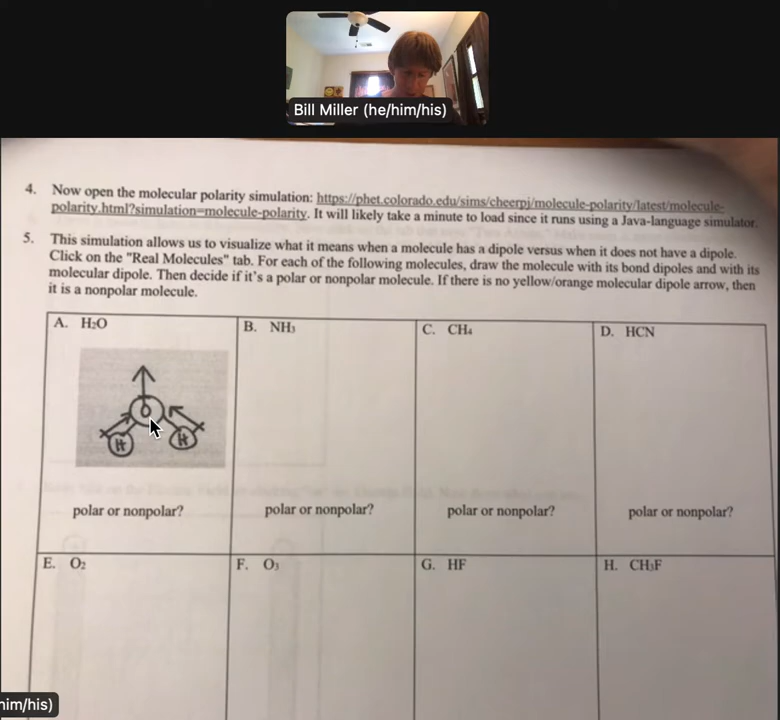 Bill Miller (he/him/his)
4. Now open the molecular polarity simulation: https://phet.colorado.edu/sims/cheerpj/molecule-polarity/latest/molecule-
polarity.html?simulation=molecule-polarity. It will likely take a minute to load since it runs using a Java-language simulator.
5. This simulation allows us to visualize what it means when a molecule has a dipole versus when it does not have a dipole.
Click on the "Real Molecules" tab. For each of the following molecules, draw the molecule with its bond dipoles and with its
molecular dipole. Then decide if it's a polar or nonpolar molecule. If there is no yellow/orange molecular dipole arrow, then
it is a nonpolar molecule.
A. H₂O
B. NH₃
C. CH₄
D. HCN
O
H H
polar or nonpolar?
polar or nonpolar?
polar or nonpolar?
polar or nonpolar?
E. O₂
F. O₃
G. HF
H. CH₃F
him/his)